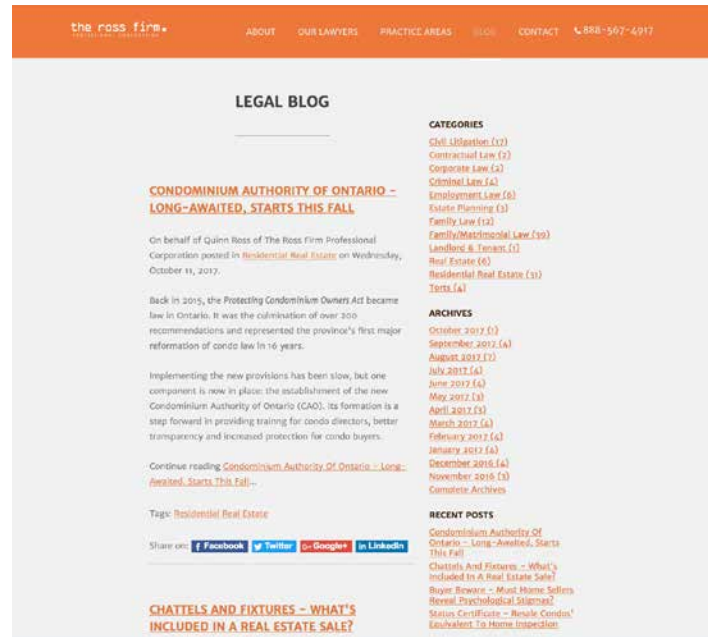 the ross firm.
ABOUT OUR LAWYERS PRACTICE AREAS BLOG CONTACT 888-567-4917
LEGAL BLOG
CONDOMINIUM AUTHORITY OF ONTARIO –
LONG-AWAITED, STARTS THIS FALL
On behalf of Quinn Ross of The Ross Firm Professional
Corporation posted in Residential Real Estate on Wednesday,
October 11, 2017.
Back in 2015, the Protecting Condominium Owners Act became
law in Ontario. It was the culmination of over 200
recommendations and represented the province's first major
reformation of condo law in 16 years.
Implementing the new provisions has been slow, but one
component is now in place: the establishment of the new
Condominium Authority of Ontario (CAO). Its formation is a
step forward in providing trainng for condo directors, better
transparency and increased protection for condo buyers.
Continue reading Condominium Authority Of Ontario – Long-
Awaited, Starts This Fall...
Tags: Residential Real Estate
Share on: Facebook Twitter Google+ LinkedIn
CHATTELS AND FIXTURES – WHAT'S
INCLUDED IN A REAL ESTATE SALE?
CATEGORIES
Civil Litigation (17)
Contractual Law (2)
Corporate Law (2)
Criminal Law (4)
Employment Law (6)
Estate Planning (3)
Family Law (12)
Family/Matrimonial Law (39)
Landlord & Tenant (1)
Real Estate (6)
Residential Real Estate (31)
Torts (4)
ARCHIVES
October 2017 (1)
September 2017 (4)
August 2017 (7)
July 2017 (4)
June 2017 (4)
May 2017 (3)
April 2017 (3)
March 2017 (4)
February 2017 (4)
January 2017 (4)
December 2016 (4)
November 2016 (3)
Complete Archives
RECENT POSTS
Condominium Authority Of
Ontario – Long-Awaited, Starts
This Fall
Chattels And Fixtures – What's
Included In A Real Estate Sale?
Buyer Beware – Must Home Sellers
Reveal Psychological Stigmas?
Status Certificate – Resale Condos'
Equivalent To Home Inspection